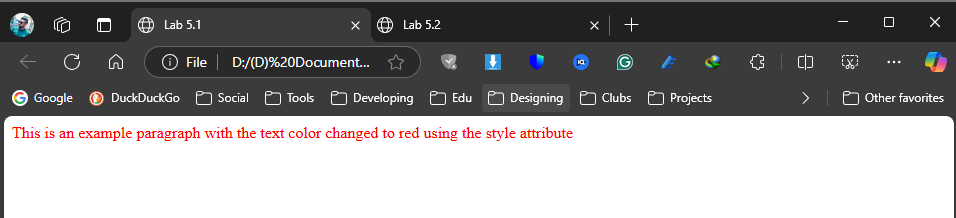 Lab 5.1
Lab 5.2
File
D:/(D)%20Document...
Google
DuckDuckGo
Social
Tools
Developing
Edu
Designing
Clubs
Projects
Other favorites
This is an example paragraph with the text color changed to red using the style attribute